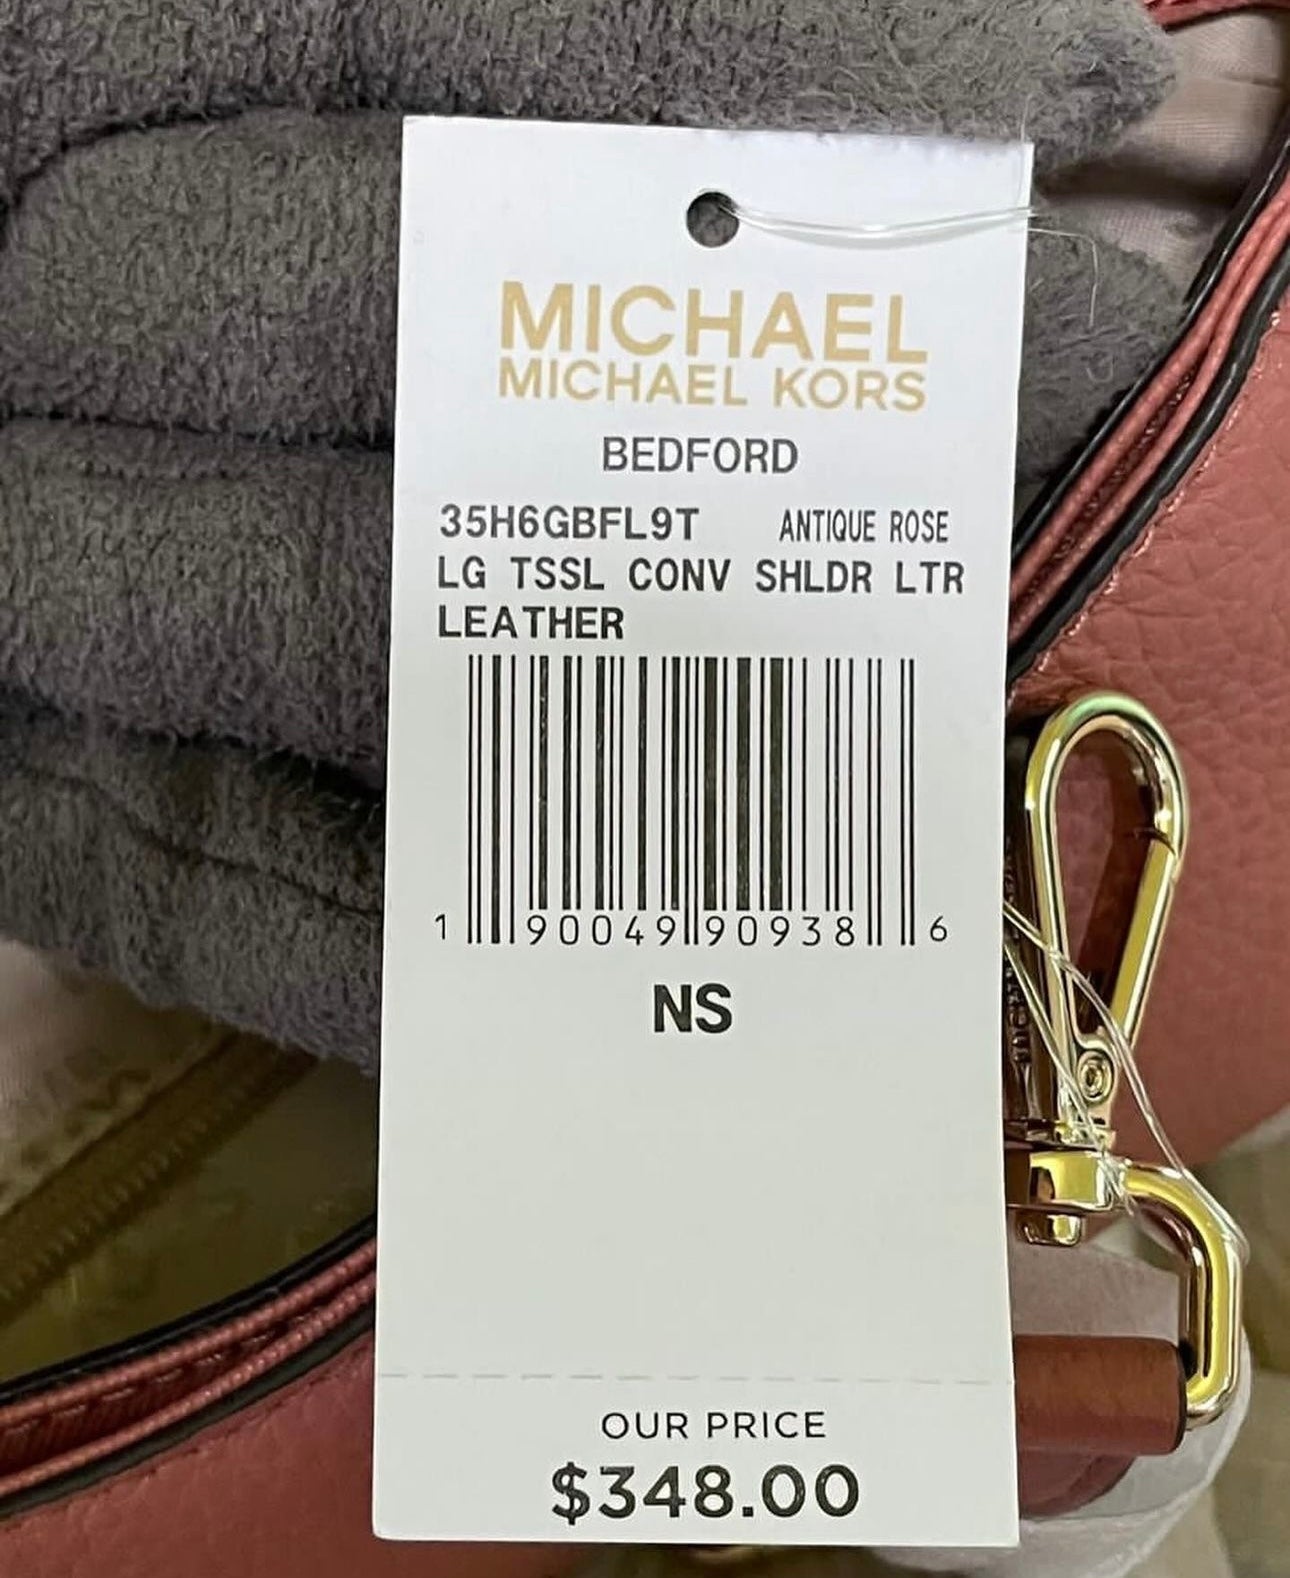 MICHAEL
MICHAEL KORS
BEDFORD
35H6GBFL9T ANTIQUE ROSE
LG TSSL CONV SHLDR LTR
LEATHER
1 90049 90938 6
NS
OUR PRICE
$348.00